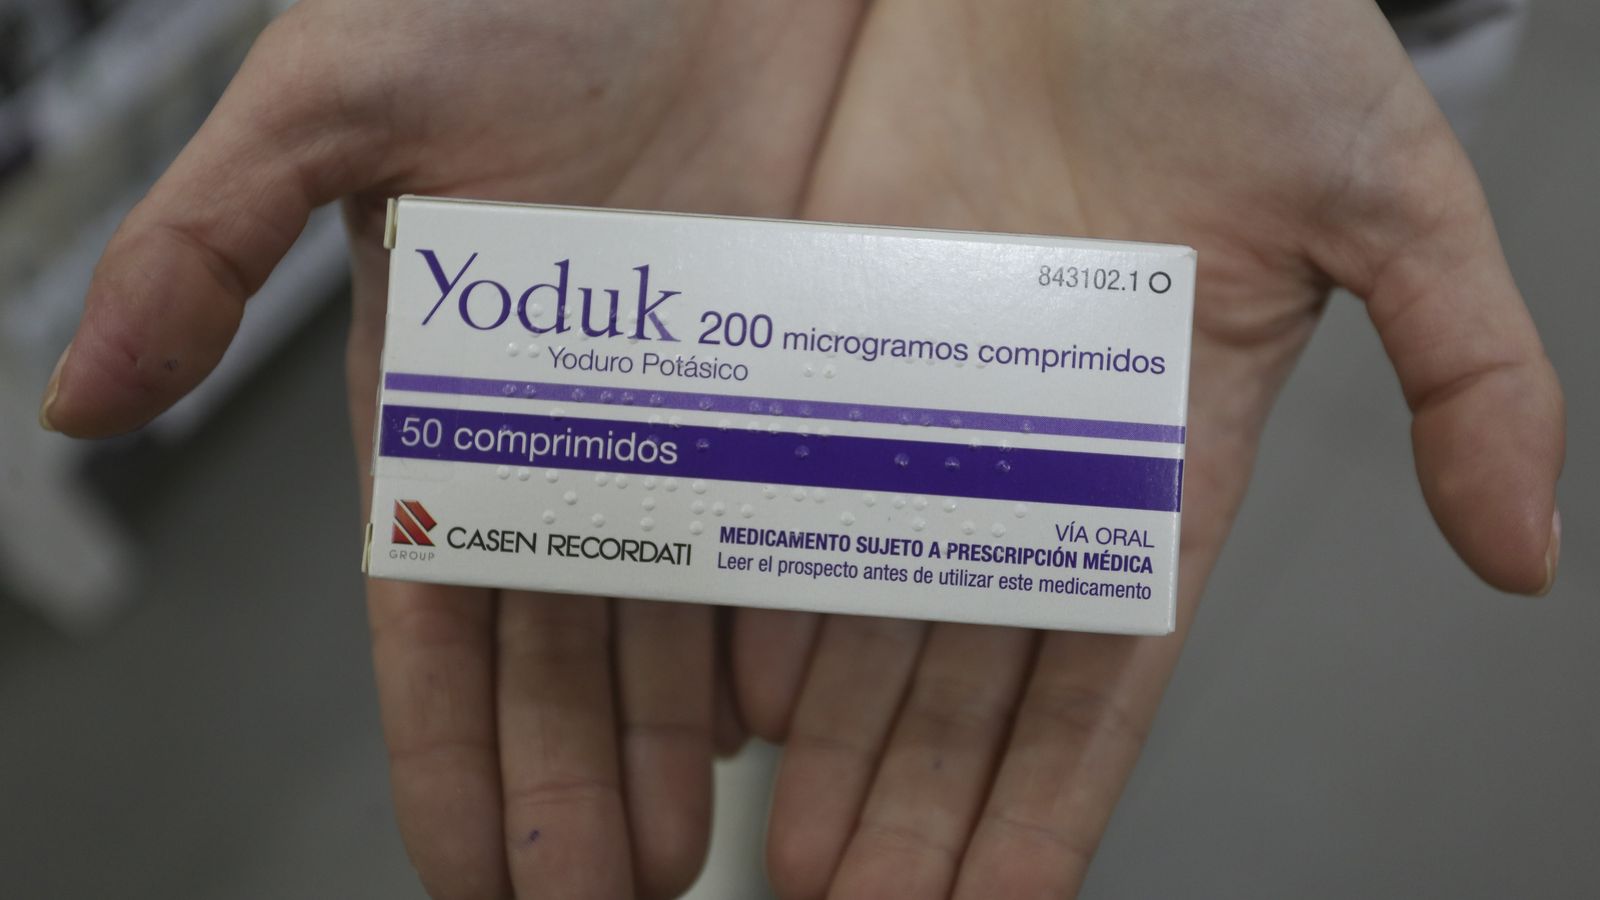 843102.1 O
Yoduk 200 microgramos comprimidos
Yoduro Potásico
50 comprimidos
GROUP
CASEN RECORDATI
VÍA ORAL
MEDICAMENTO SUJETO A PRESCRIPCIÓN MÉDICA
Leer el prospecto antes de utilizar este medicamento